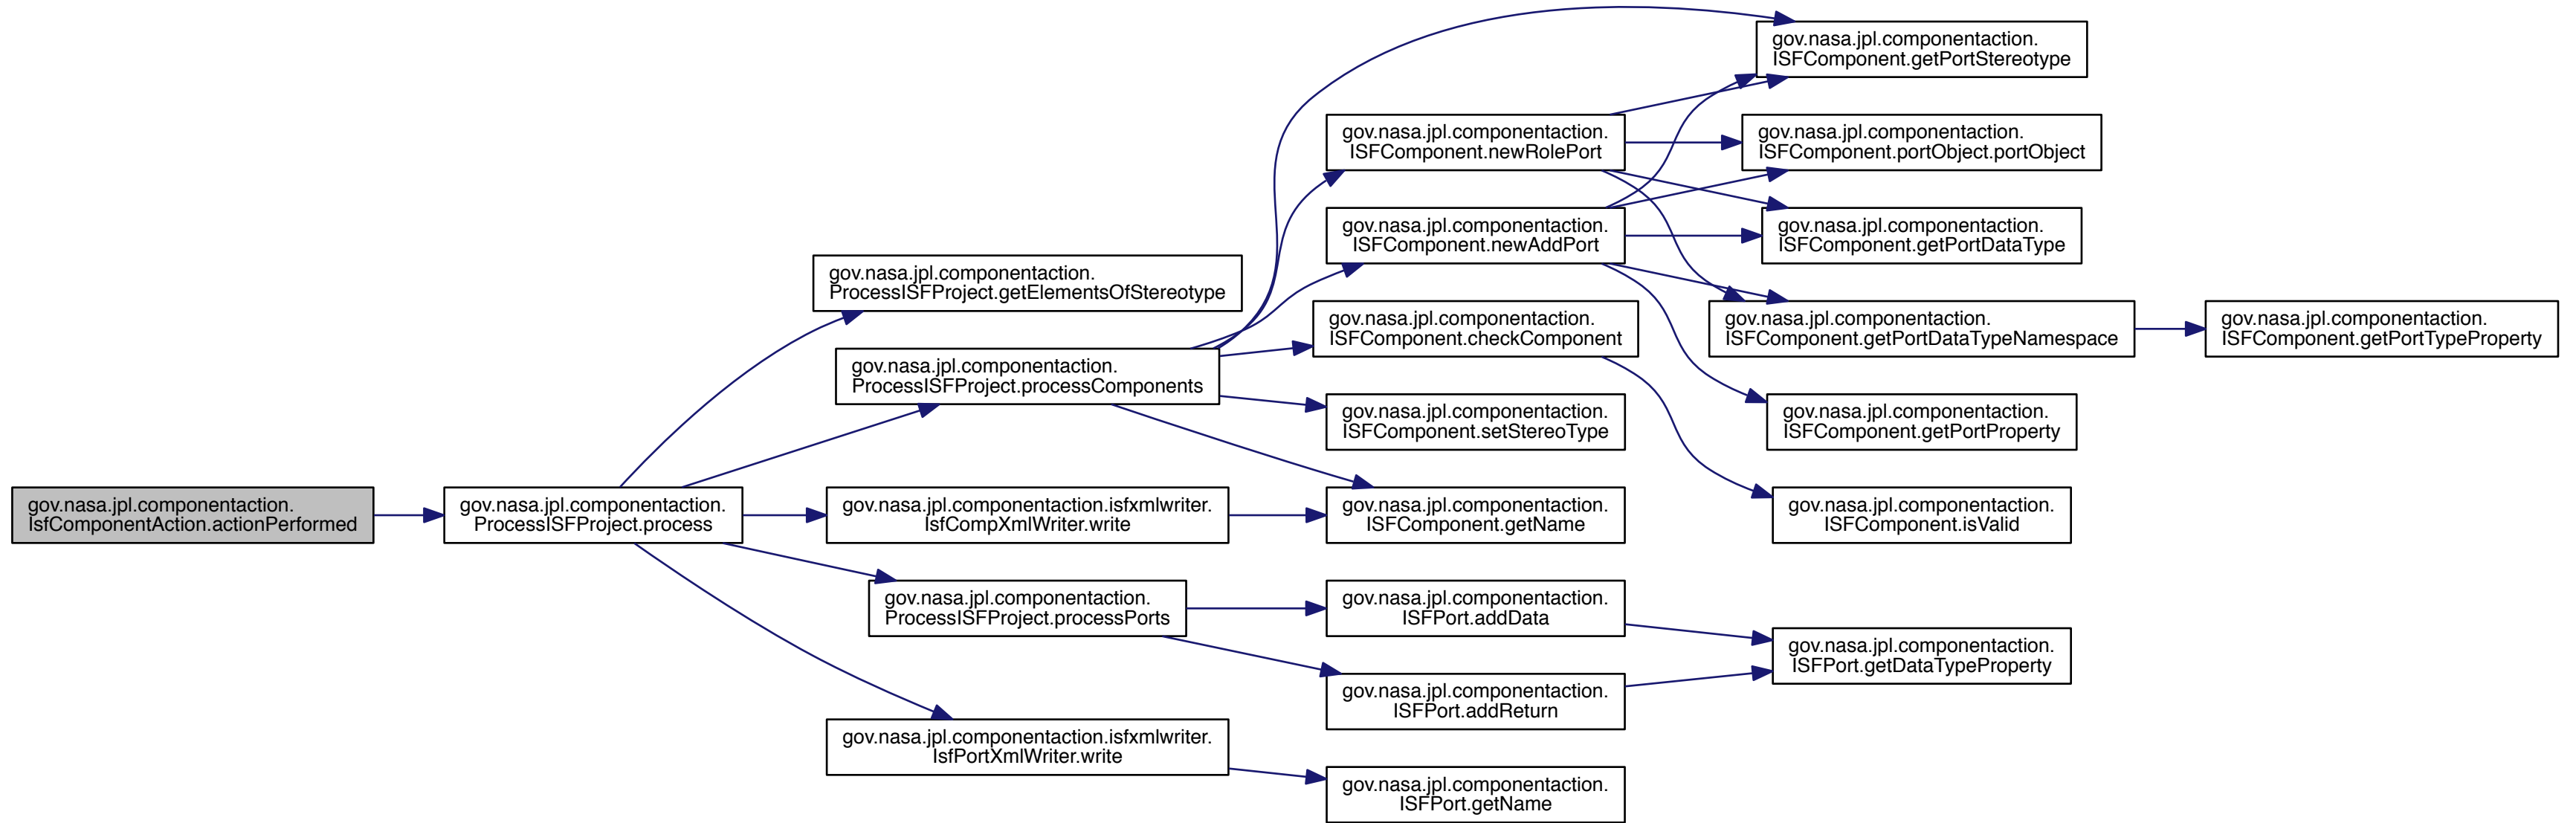 gov.nasa.jpl.componentaction.
IsfComponentAction.actionPerformed
gov.nasa.jpl.componentaction.
ProcessISFProject.process
gov.nasa.jpl.componentaction.
ProcessISFProject.getElementsOfStereotype
gov.nasa.jpl.componentaction.
ProcessISFProject.processComponents
gov.nasa.jpl.componentaction.isfxmlwriter.
IsfCompXmlWriter.write
gov.nasa.jpl.componentaction.
ProcessISFProject.processPorts
gov.nasa.jpl.componentaction.isfxmlwriter.
IsfPortXmlWriter.write
gov.nasa.jpl.componentaction.
ISFComponent.newRolePort
gov.nasa.jpl.componentaction.
ISFComponent.newAddPort
gov.nasa.jpl.componentaction.
ISFComponent.checkComponent
gov.nasa.jpl.componentaction.
ISFComponent.setStereoType
gov.nasa.jpl.componentaction.
ISFComponent.getName
gov.nasa.jpl.componentaction.
ISFPort.addData
gov.nasa.jpl.componentaction.
ISFPort.addReturn
gov.nasa.jpl.componentaction.
ISFPort.getName
gov.nasa.jpl.componentaction.
ISFComponent.getPortStereotype
gov.nasa.jpl.componentaction.
ISFComponent.portObject.portObject
gov.nasa.jpl.componentaction.
ISFComponent.getPortDataType
gov.nasa.jpl.componentaction.
ISFComponent.getPortDataTypeNamespace
gov.nasa.jpl.componentaction.
ISFComponent.getPortProperty
gov.nasa.jpl.componentaction.
ISFComponent.isValid
gov.nasa.jpl.componentaction.
ISFPort.getDataTypeProperty
gov.nasa.jpl.componentaction.
ISFComponent.getPortTypeProperty